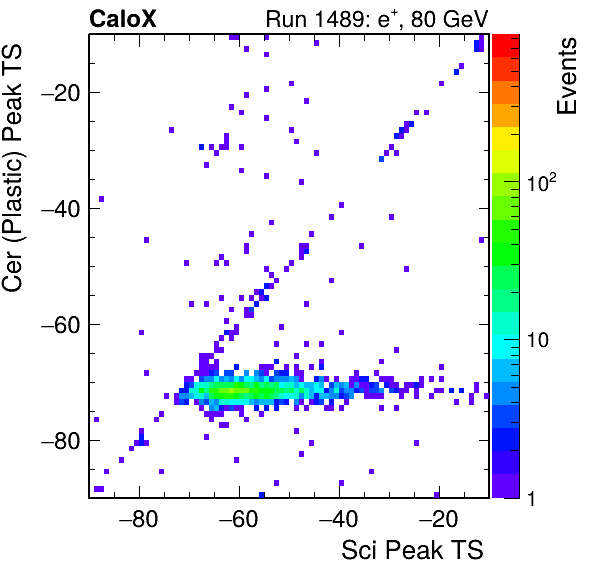 CaloX Run 1489: e⁺, 80 GeV
Events
Cer (Plastic) Peak TS
−20
−40
−60
−80
10²
10
1
−80 −60 −40 −20
Sci Peak TS